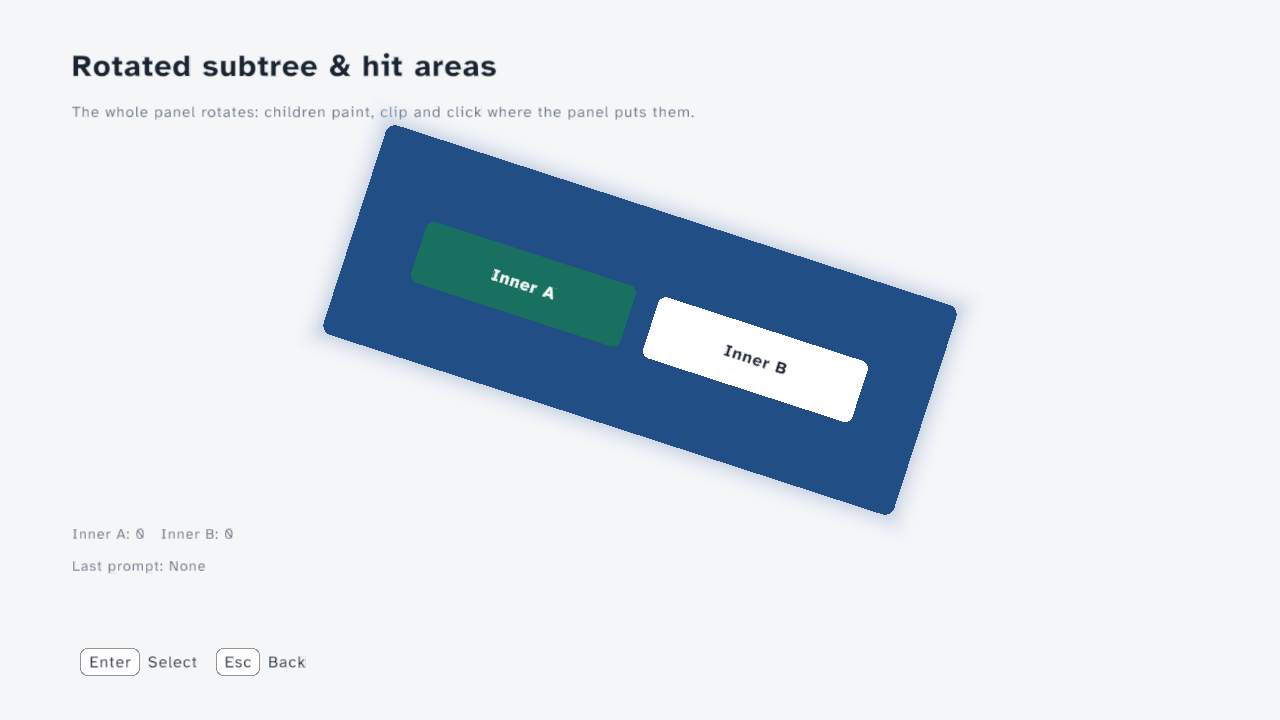 Rotated subtree & hit areas
The whole panel rotates: children paint, clip and click where the panel puts them.
Inner A
Inner B
Inner A: 0 Inner B: 0
Last prompt: None
Enter Select Esc Back